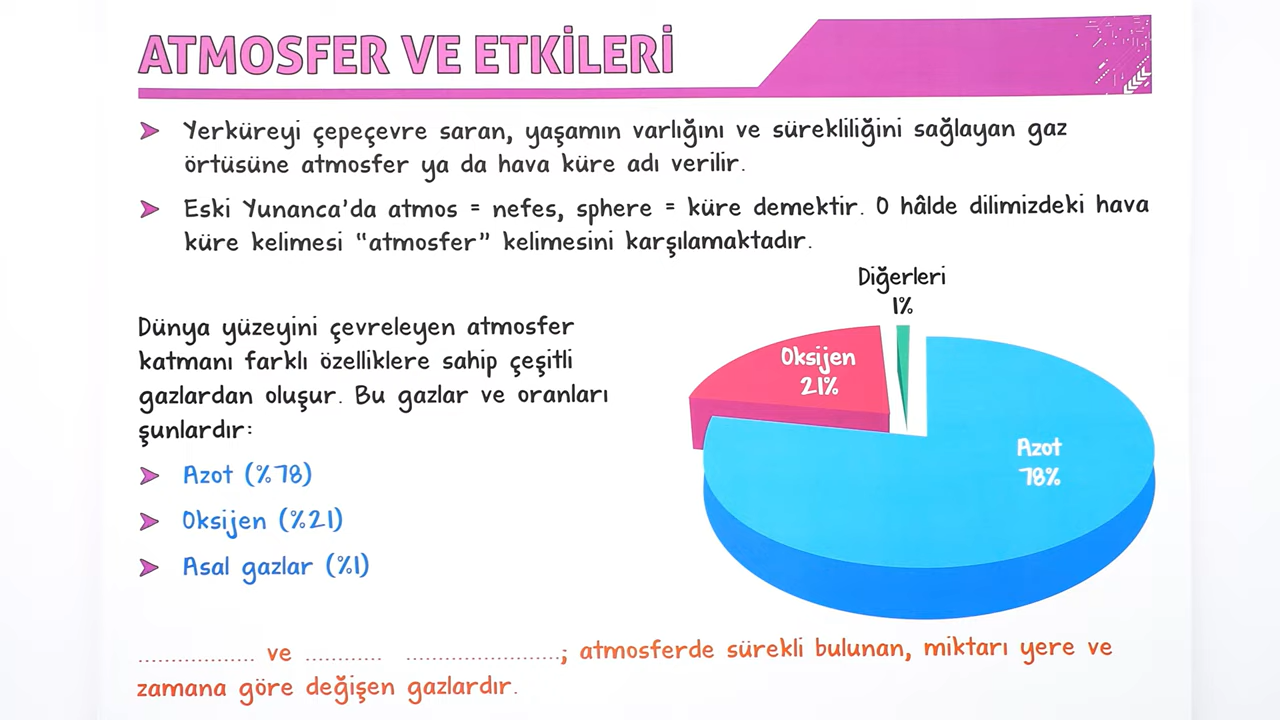 ATMOSFER VE ETKİLERİ
Yerküreyi çepeçevre saran, yaşamın varlığını ve sürekliliğini sağlayan gaz
örtüsüne atmosfer ya da hava küre adı verilir.
Eski Yunanca'da atmos = nefes, sphere = küre demektir. O hâlde dilimizdeki hava
küre kelimesi “atmosfer” kelimesini karşılamaktadır.
Dünya yüzeyini çevreleyen atmosfer
katmanı farklı özelliklere sahip çeşitli
gazlardan oluşur. Bu gazlar ve oranları
şunlardır:
Azot (%78)
Oksijen (%21)
Asal gazlar (%1)
Diğerleri
1%
Oksijen
21%
Azot
78%
................. ve ........... ......................; atmosferde sürekli bulunan, miktarı yere ve
zamana göre değişen gazlardır.